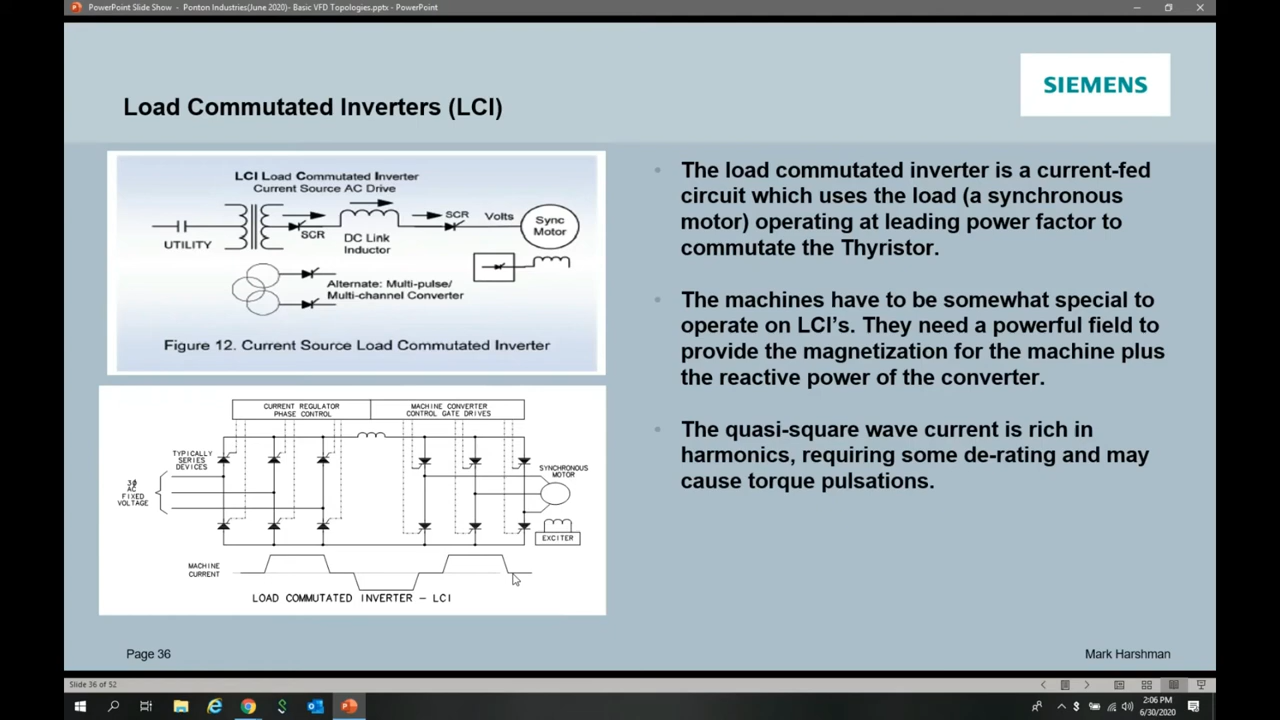 PowerPoint Slide Show - Ponton Industries(June 2020)- Basic VFD Topologies.pptx - PowerPoint
SIEMENS
Load Commutated Inverters (LCI)
LCI Load Commutated Inverter
Current Source AC Drive
UTILITY
SCR
DC Link
Inductor
SCR
Volts
Sync
Motor
Alternate: Multi-pulse/
Multi-channel Converter
Figure 12. Current Source Load Commutated Inverter
CURRENT REGULATOR
PHASE CONTROL
MACHINE CONVERTER
CONTROL GATE DRIVES
TYPICALLY
SERIES
DEVICES
3Ø
AC
FIXED
VOLTAGE
SYNCHRONOUS
MOTOR
EXCITER
MACHINE
CURRENT
LOAD COMMUTATED INVERTER - LCI
• The load commutated inverter is a current-fed
circuit which uses the load (a synchronous
motor) operating at leading power factor to
commutate the Thyristor.
• The machines have to be somewhat special to
operate on LCI's. They need a powerful field to
provide the magnetization for the machine plus
the reactive power of the converter.
• The quasi-square wave current is rich in
harmonics, requiring some de-rating and may
cause torque pulsations.
Page 36
Mark Harshman
Slide 36 of 52
2:06 PM
6/30/2020